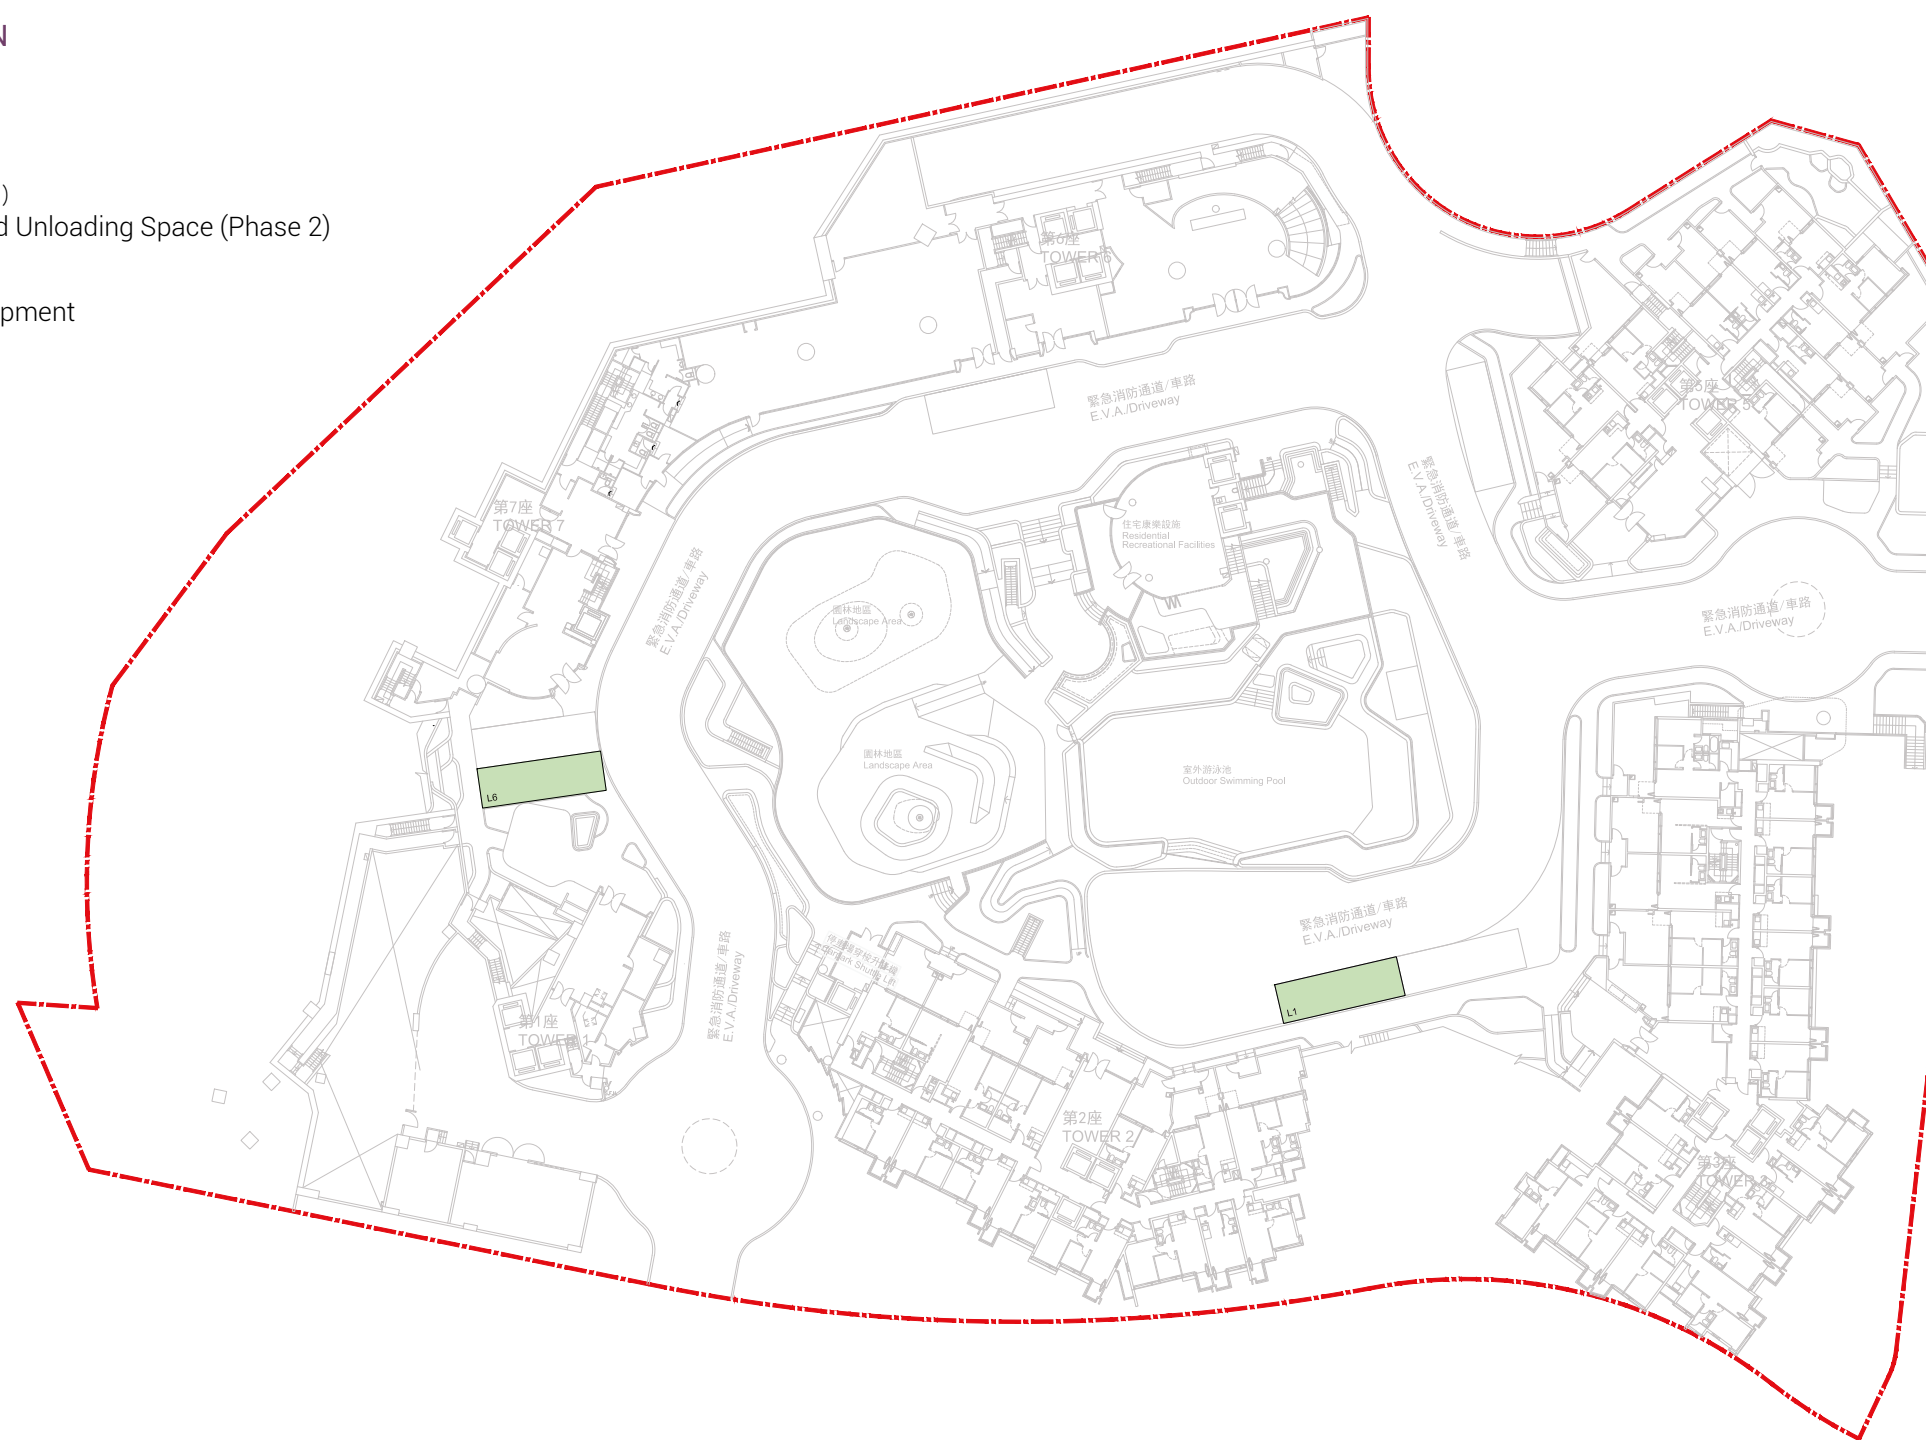 N
)
d Unloading Space (Phase 2)
pment
第6座
TOWER 6
緊急消防通道/車路
E.V.A./Driveway
第5座
TOWER 5
緊急消防通道/車路
E.V.A./Driveway
第7座
TOWER 7
住宅康樂設施
Residential
Recreational Facilities
緊急消防通道/車路
E.V.A./Driveway
園林地區
Landscape Area
緊急消防通道/車路
E.V.A./Driveway
園林地區
Landscape Area
室外游泳池
Outdoor Swimming Pool
L6
緊急消防通道/車路
E.V.A./Driveway
緊急消防通道/車路
E.V.A./Driveway
Carpark Shuttle Lift
L1
第1座
TOWER 1
第2座
TOWER 2
第3座
TOWER 3